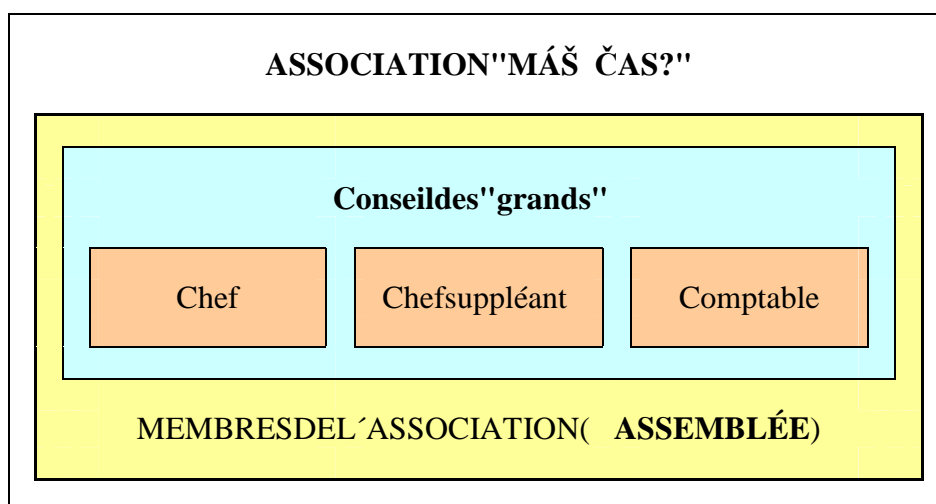 ASSOCIATION"MÁŠ ČAS?"
Conseildes"grands"
Chef
Chefsuppléant
Comptable
MEMBRESDEL´ASSOCIATION( ASSEMBLÉE)